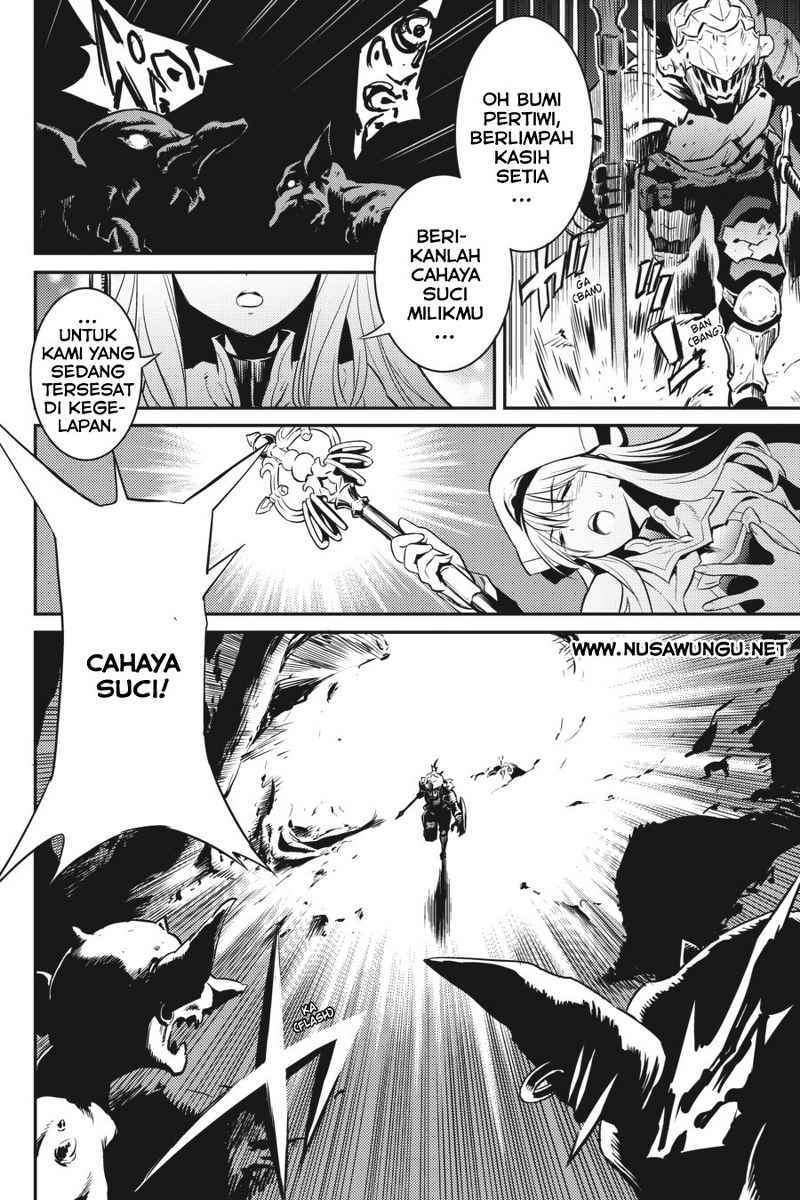 OH BUMI
PERTIWI,
BERLIMPAH
KASIH
SETIA
...
BERI-
KANLAH
CAHAYA
SUCI
MILIKMU
...
GA
(BAM)
BAN
(BANG)
...
UNTUK
KAMI YANG
SEDANG
TERSESAT
DI KEGE-
LAPAN.
CAHAYA
SUCI!
WWW.NUSAWUNGU.NET
KA
(FLASH)